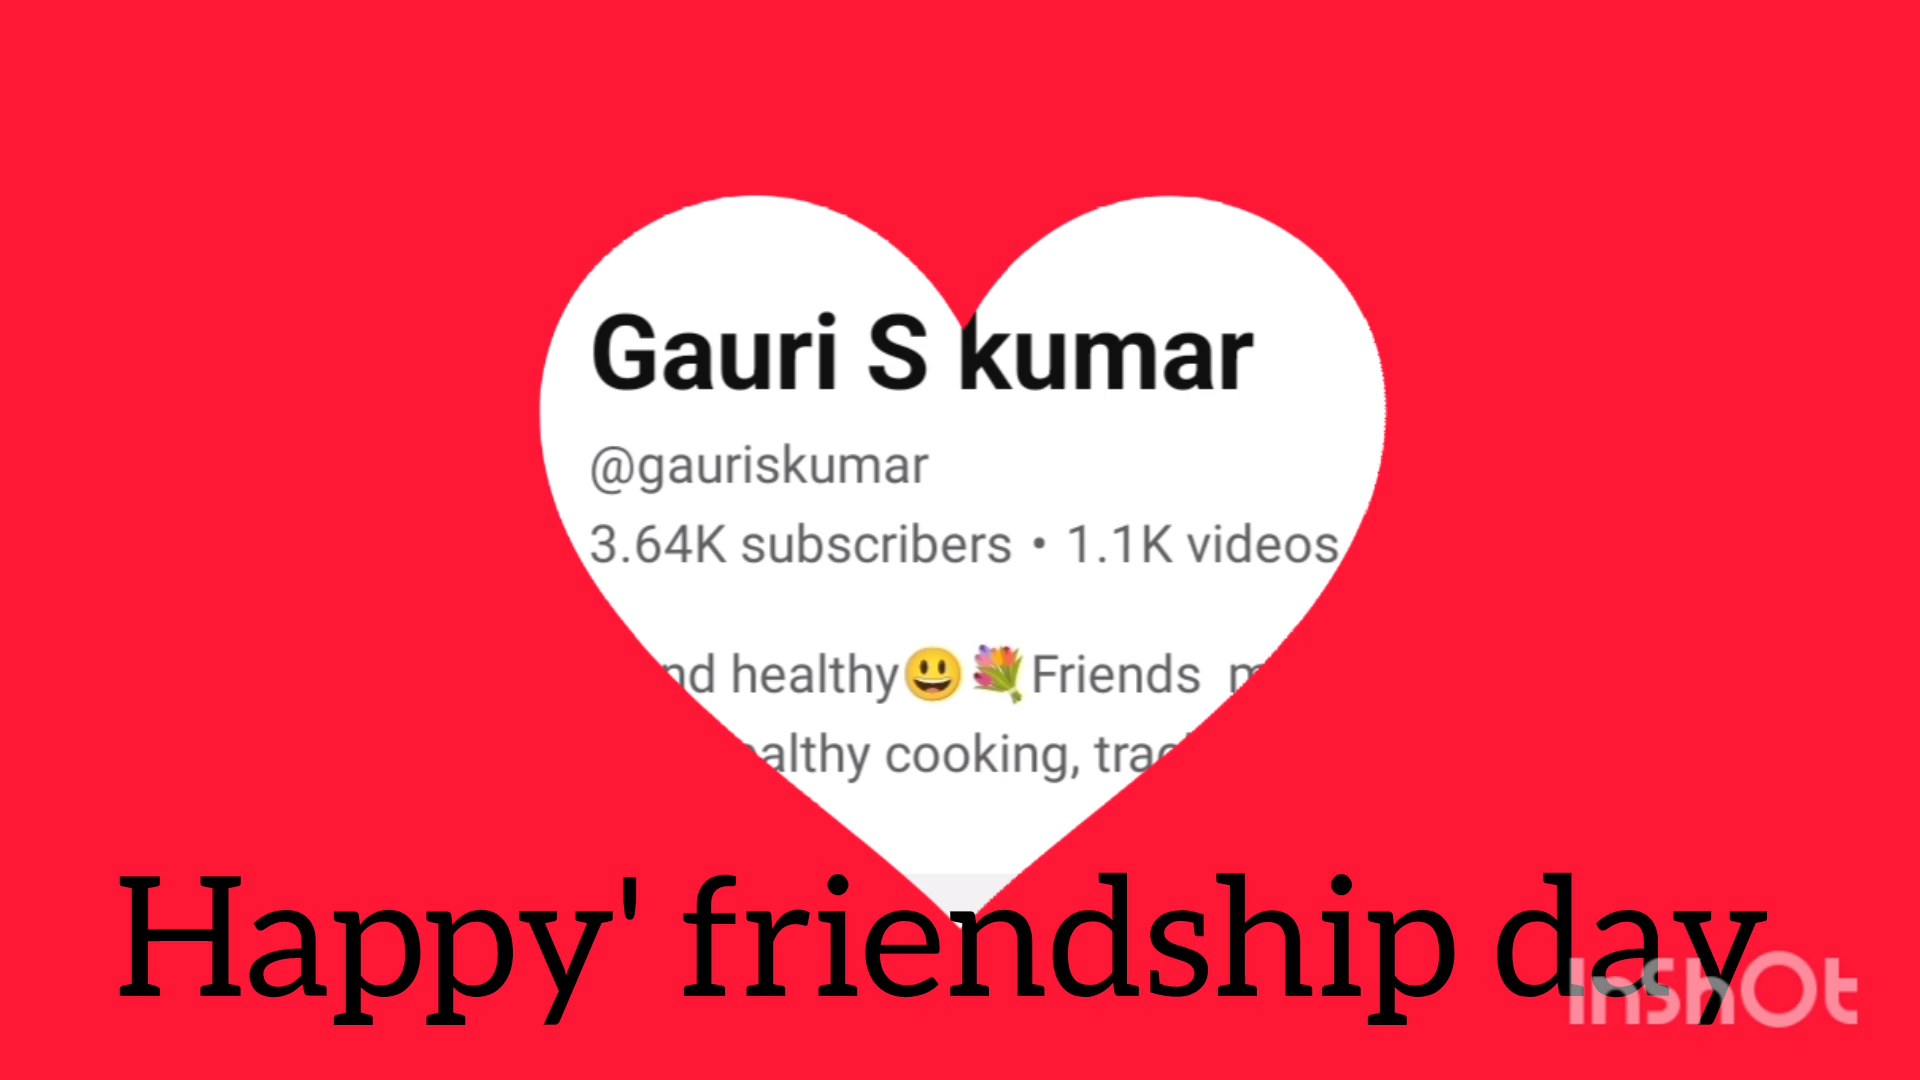 Gauri S kumar
@gauriskumar
3.64K subscribers • 1.1K videos
healthy😃💐Friends
cooking,
Happy' friendship day
InShOt